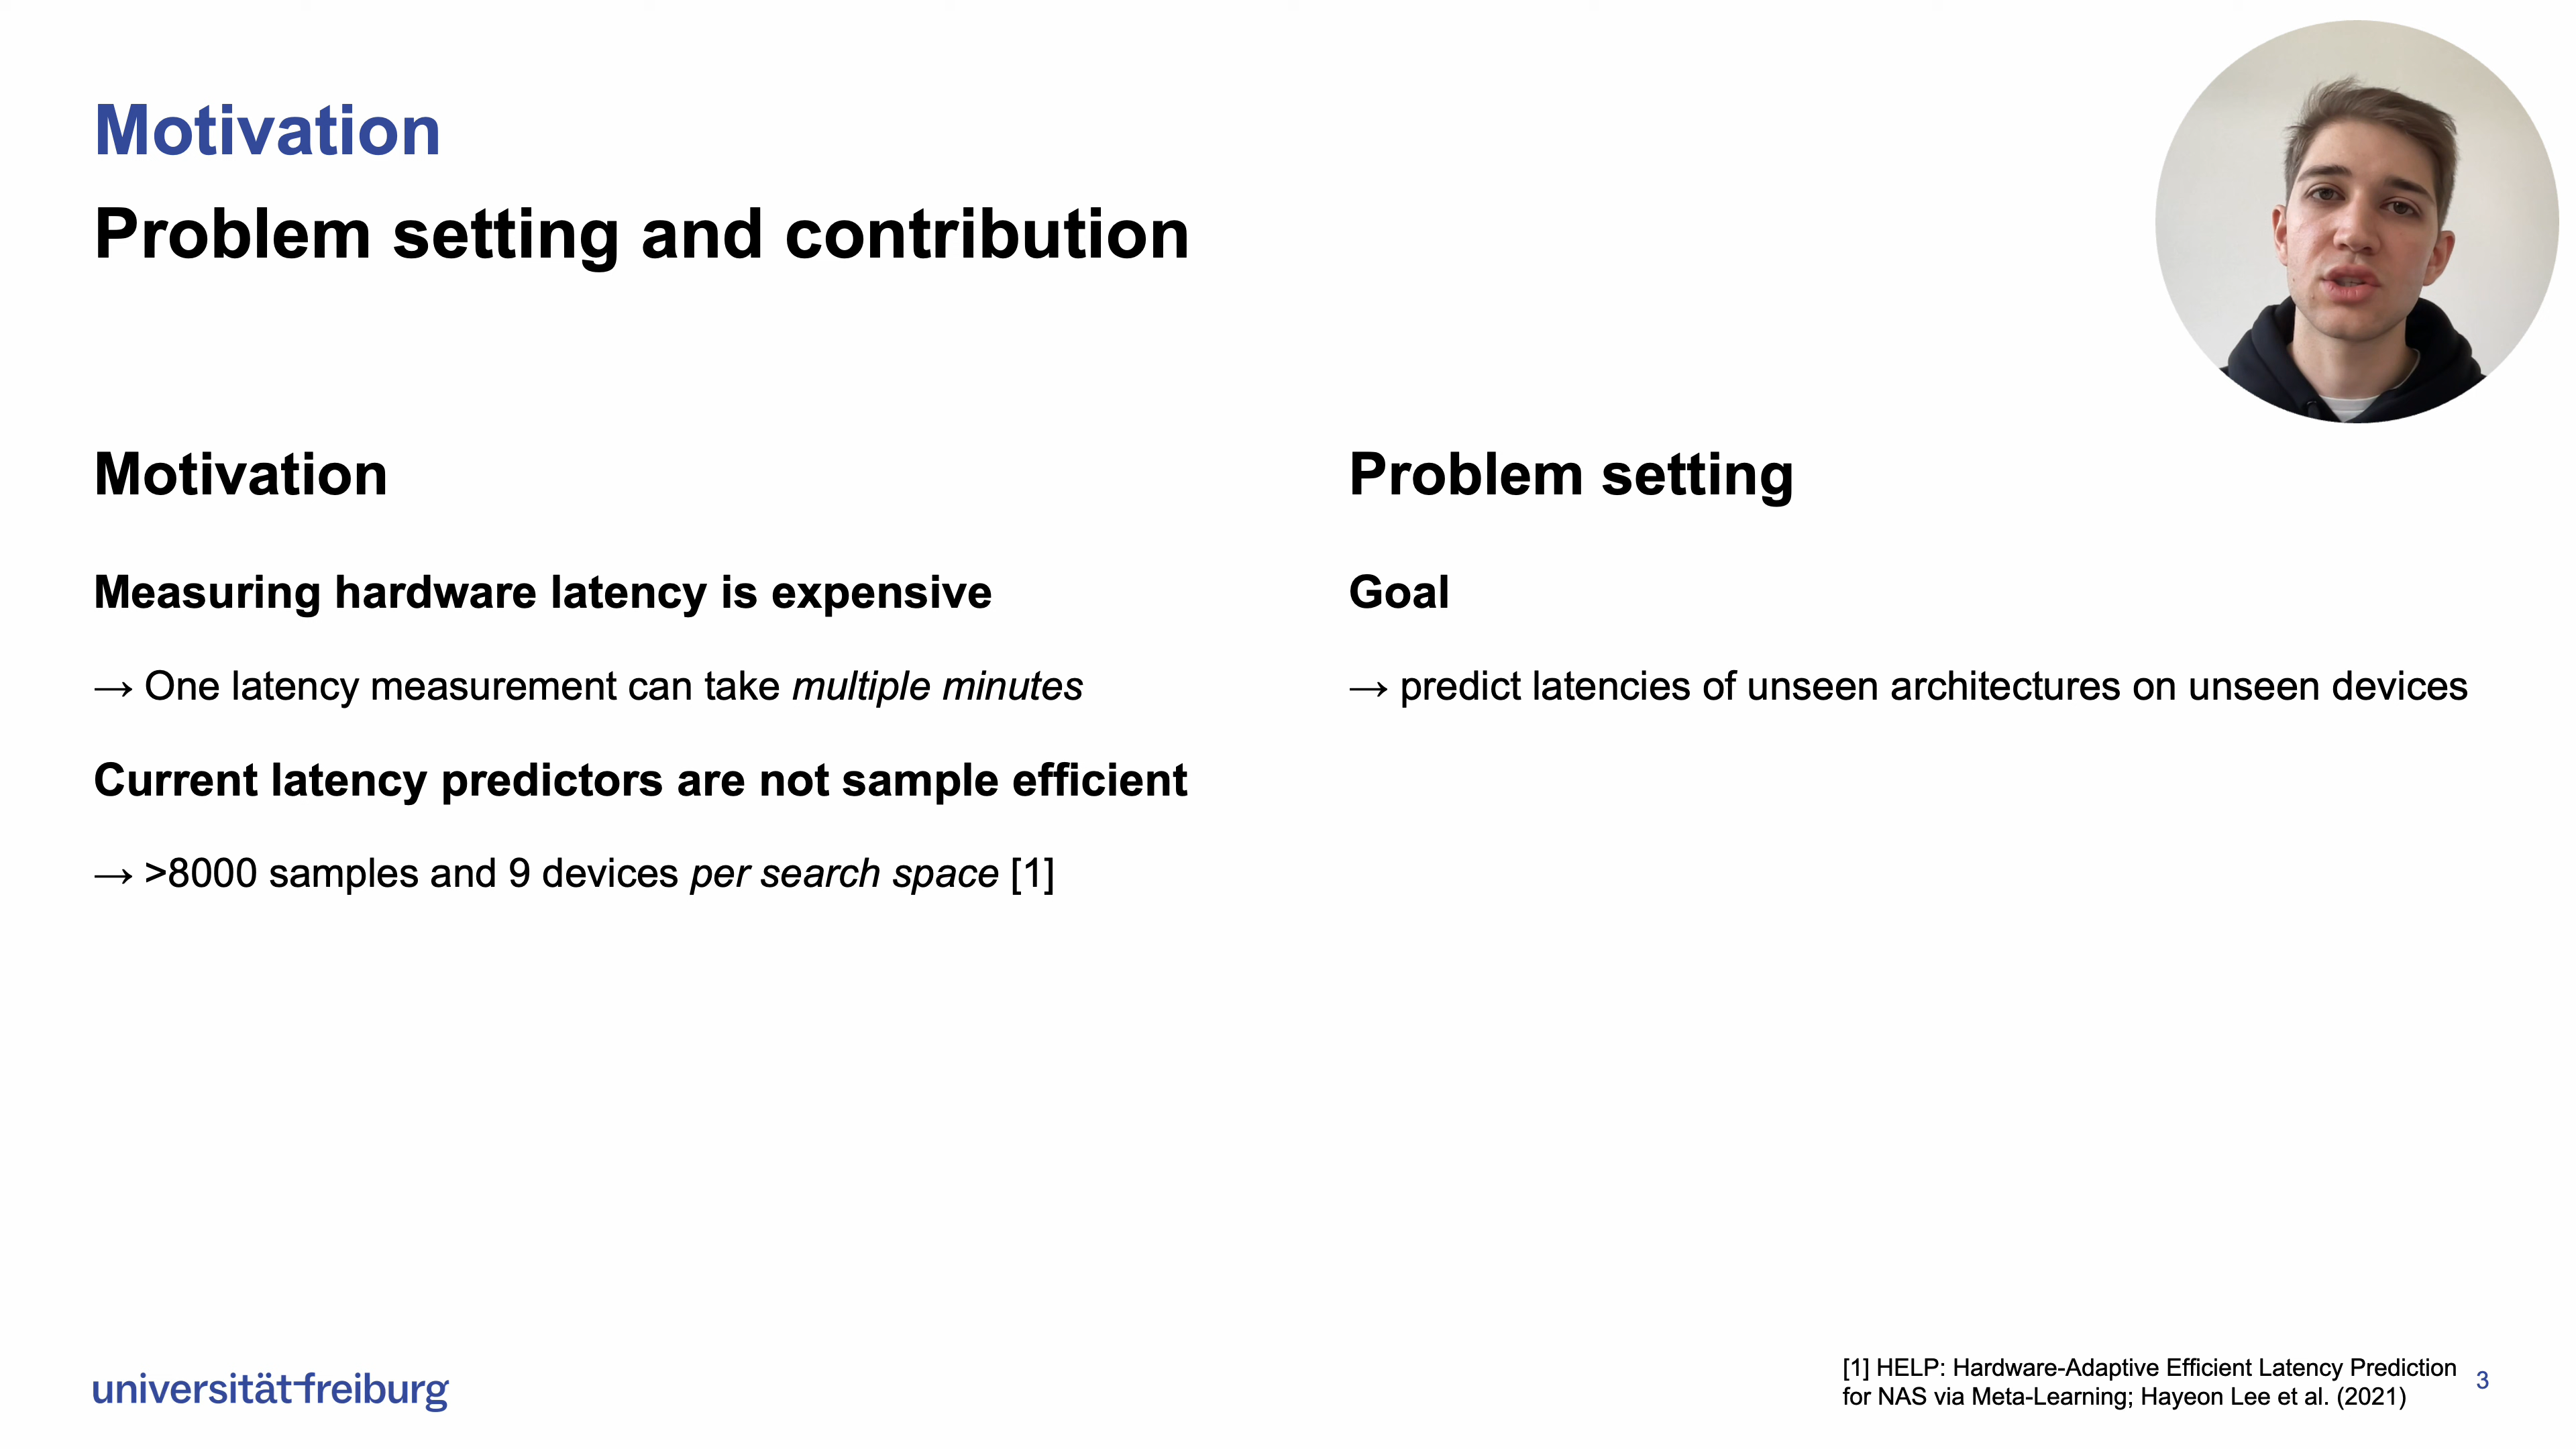 Motivation
Problem setting and contribution
Motivation
Measuring hardware latency is expensive
→ One latency measurement can take multiple minutes
Current latency predictors are not sample efficient
→ >8000 samples and 9 devices per search space [1]
Problem setting
Goal
→ predict latencies of unseen architectures on unseen devices
universität freiburg
[1] HELP: Hardware-Adaptive Efficient Latency Prediction
for NAS via Meta-Learning; Hayeon Lee et al. (2021)
3